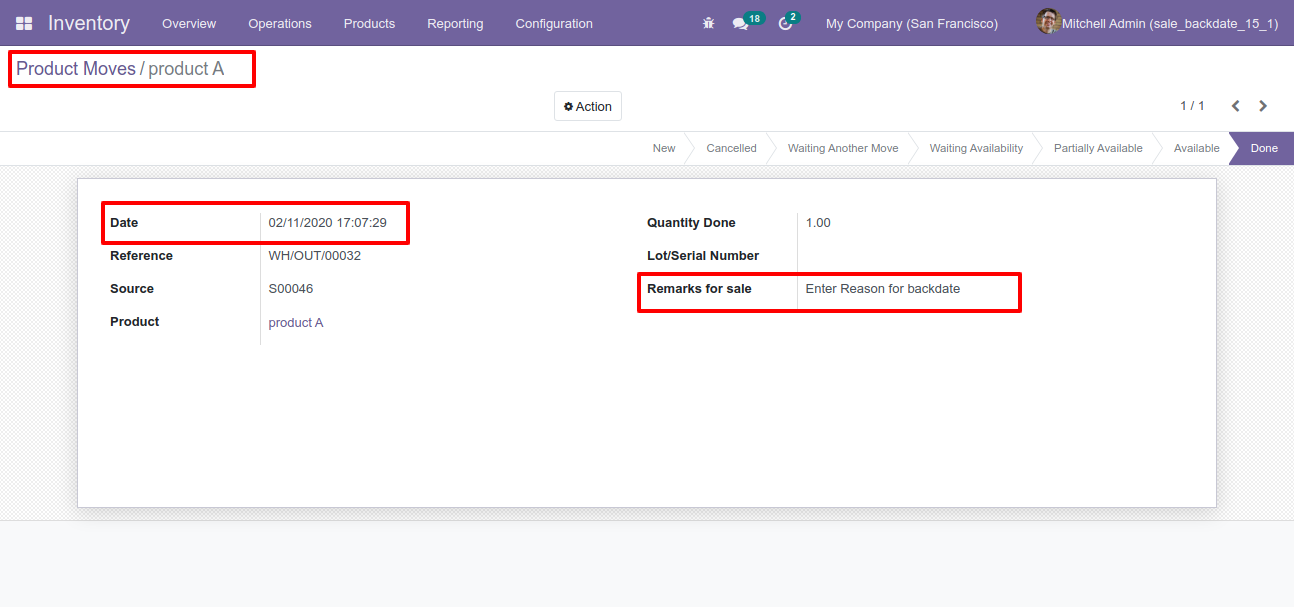 Inventory Overview Operations Products Reporting Configuration 18 2 My Company (San Francisco) Mitchell Admin (sale_backdate_15_1)
Product Moves / product A
Action 1 / 1
New Cancelled Waiting Another Move Waiting Availability Partially Available Available Done
Date 02/11/2020 17:07:29 Quantity Done 1.00
Reference WH/OUT/00032 Lot/Serial Number
Source S00046 Remarks for sale Enter Reason for backdate
Product product A